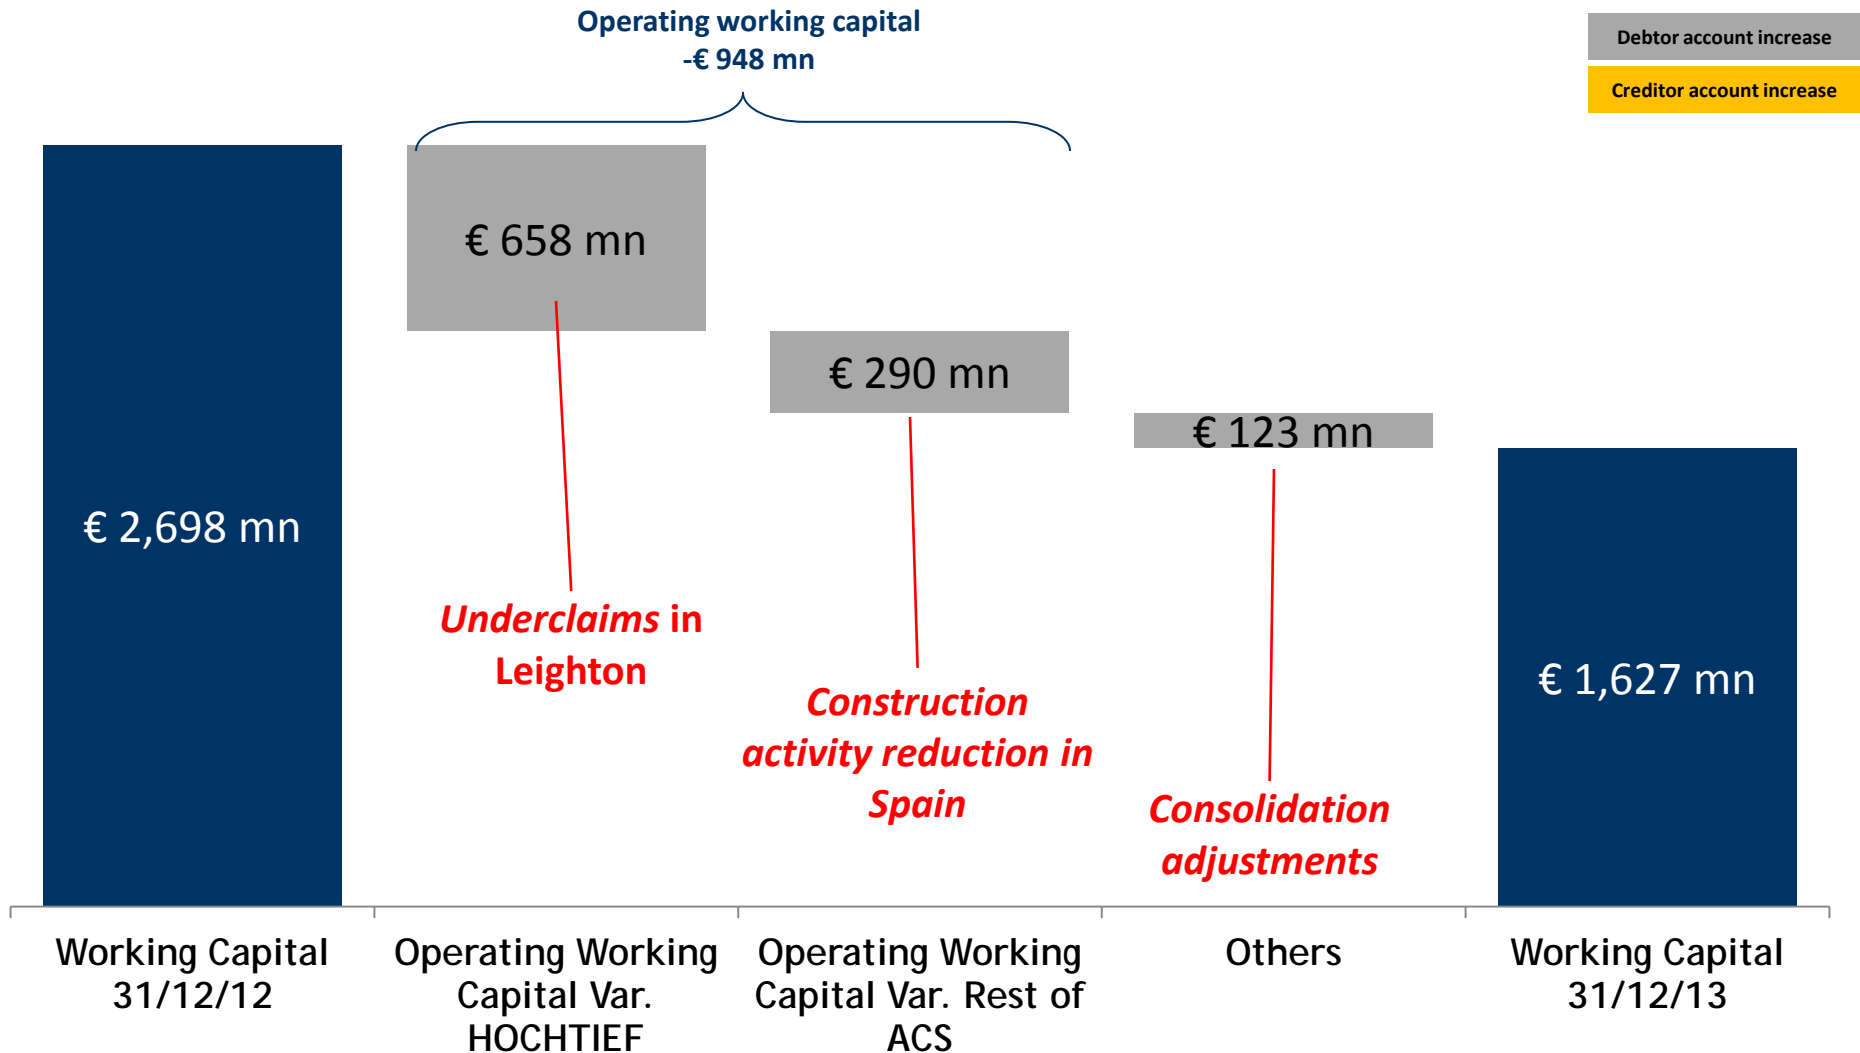 Operating working capital
-€ 948 mn
Debtor account increase
Creditor account increase
€ 658 mn
€ 290 mn
€ 123 mn
€ 2,698 mn
Underclaims in
Leighton
€ 1,627 mn
Construction
activity reduction in
Spain
Consolidation
adjustments
Working Capital
31/12/12
Operating Working
Capital Var.
HOCHTIEF
Operating Working
Capital Var. Rest of
ACS
Others
Working Capital
31/12/13